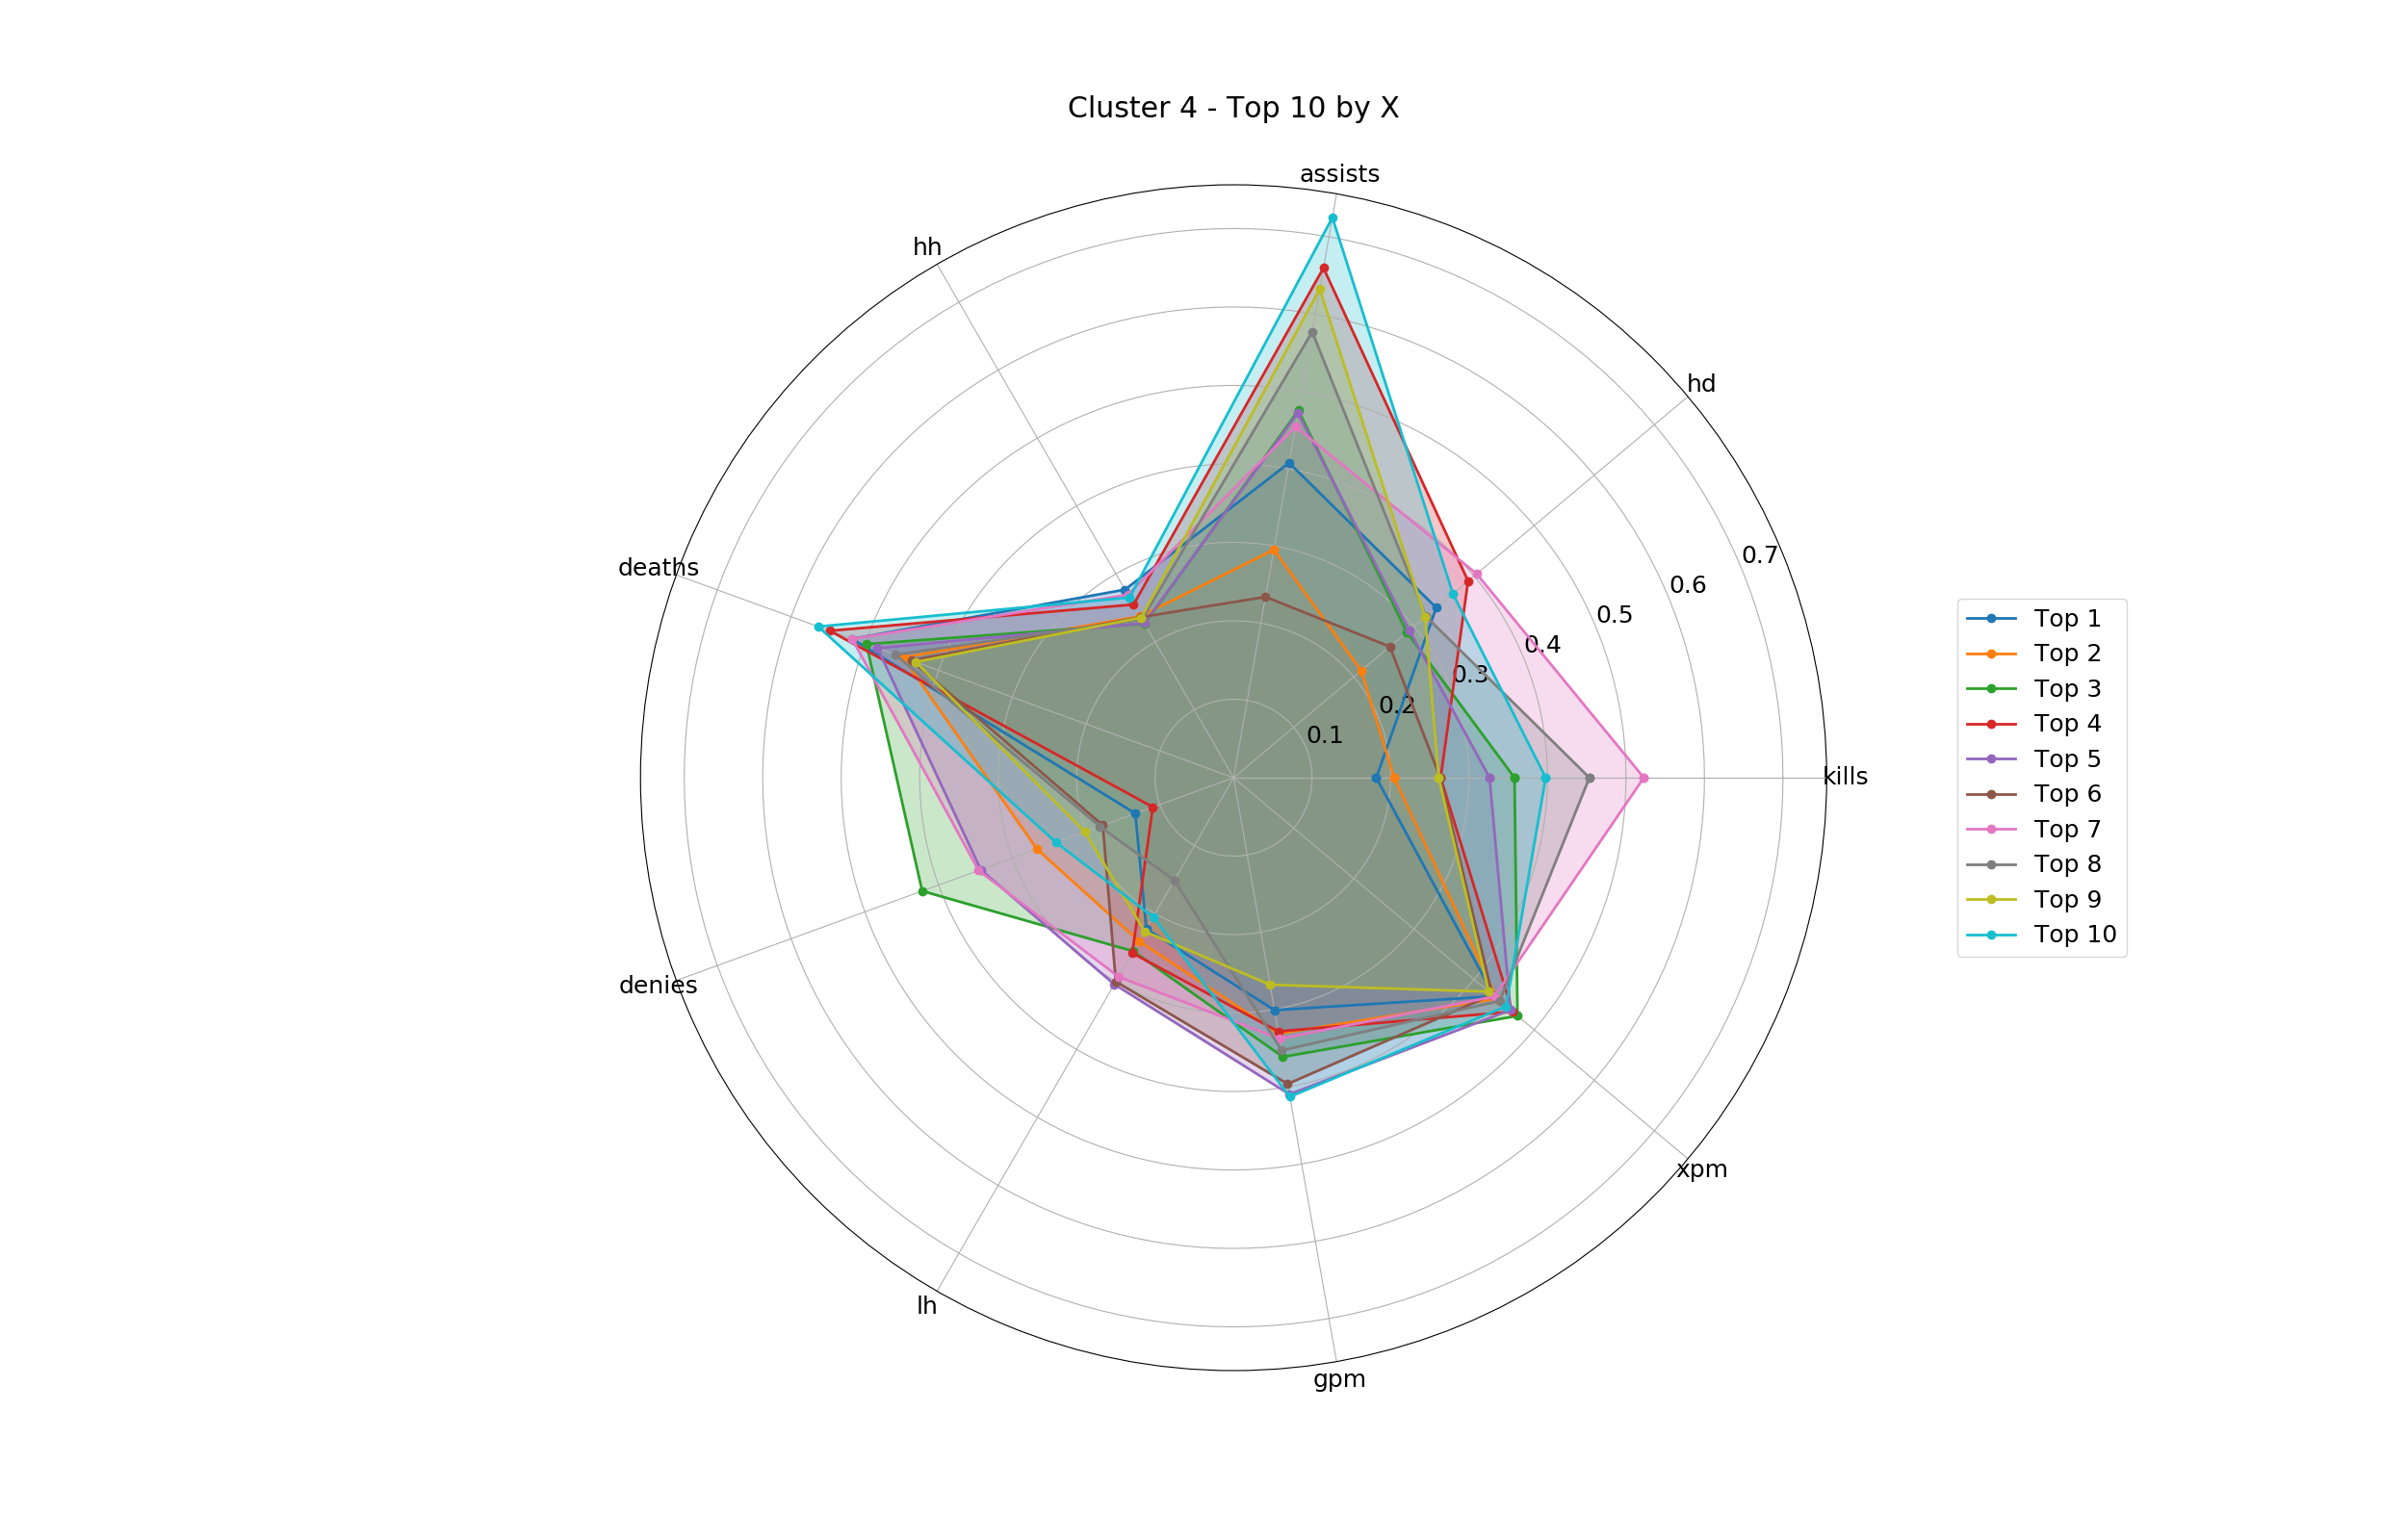 Cluster 4 - Top 10 by X
assists
hh
hd
deaths
0.7
0.6
0.5
0.4
0.3
0.2
0.1
kills
denies
xpm
lh
gpm
Top 1
Top 2
Top 3
Top 4
Top 5
Top 6
Top 7
Top 8
Top 9
Top 10